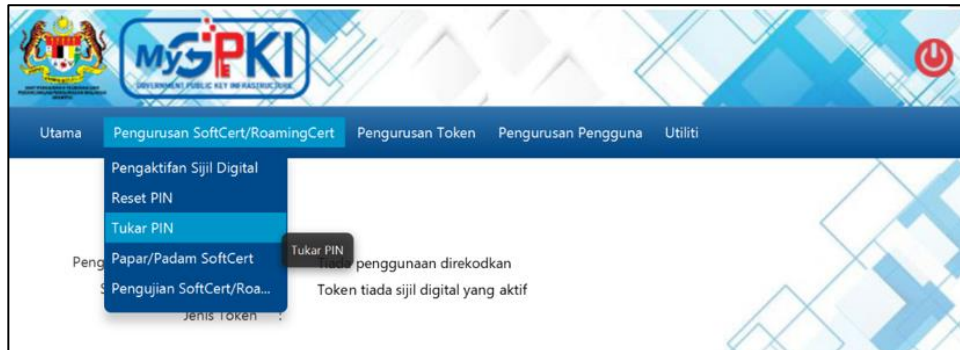 MyGPKI
GOVERNMENT PUBLIC KEY INFRASTRUCTURE
Utama Pengurusan SoftCert/RoamingCert Pengurusan Token Pengurusan Pengguna Utiliti
Pengaktifan Sijil Digital
Reset PIN
Tukar PIN
Tukar PIN
Papar/Padam SoftCert
Peng Tiada penggunaan direkodkan
Pengujian SoftCert/Roa...
Token tiada sijil digital yang aktif
Jenis Token :